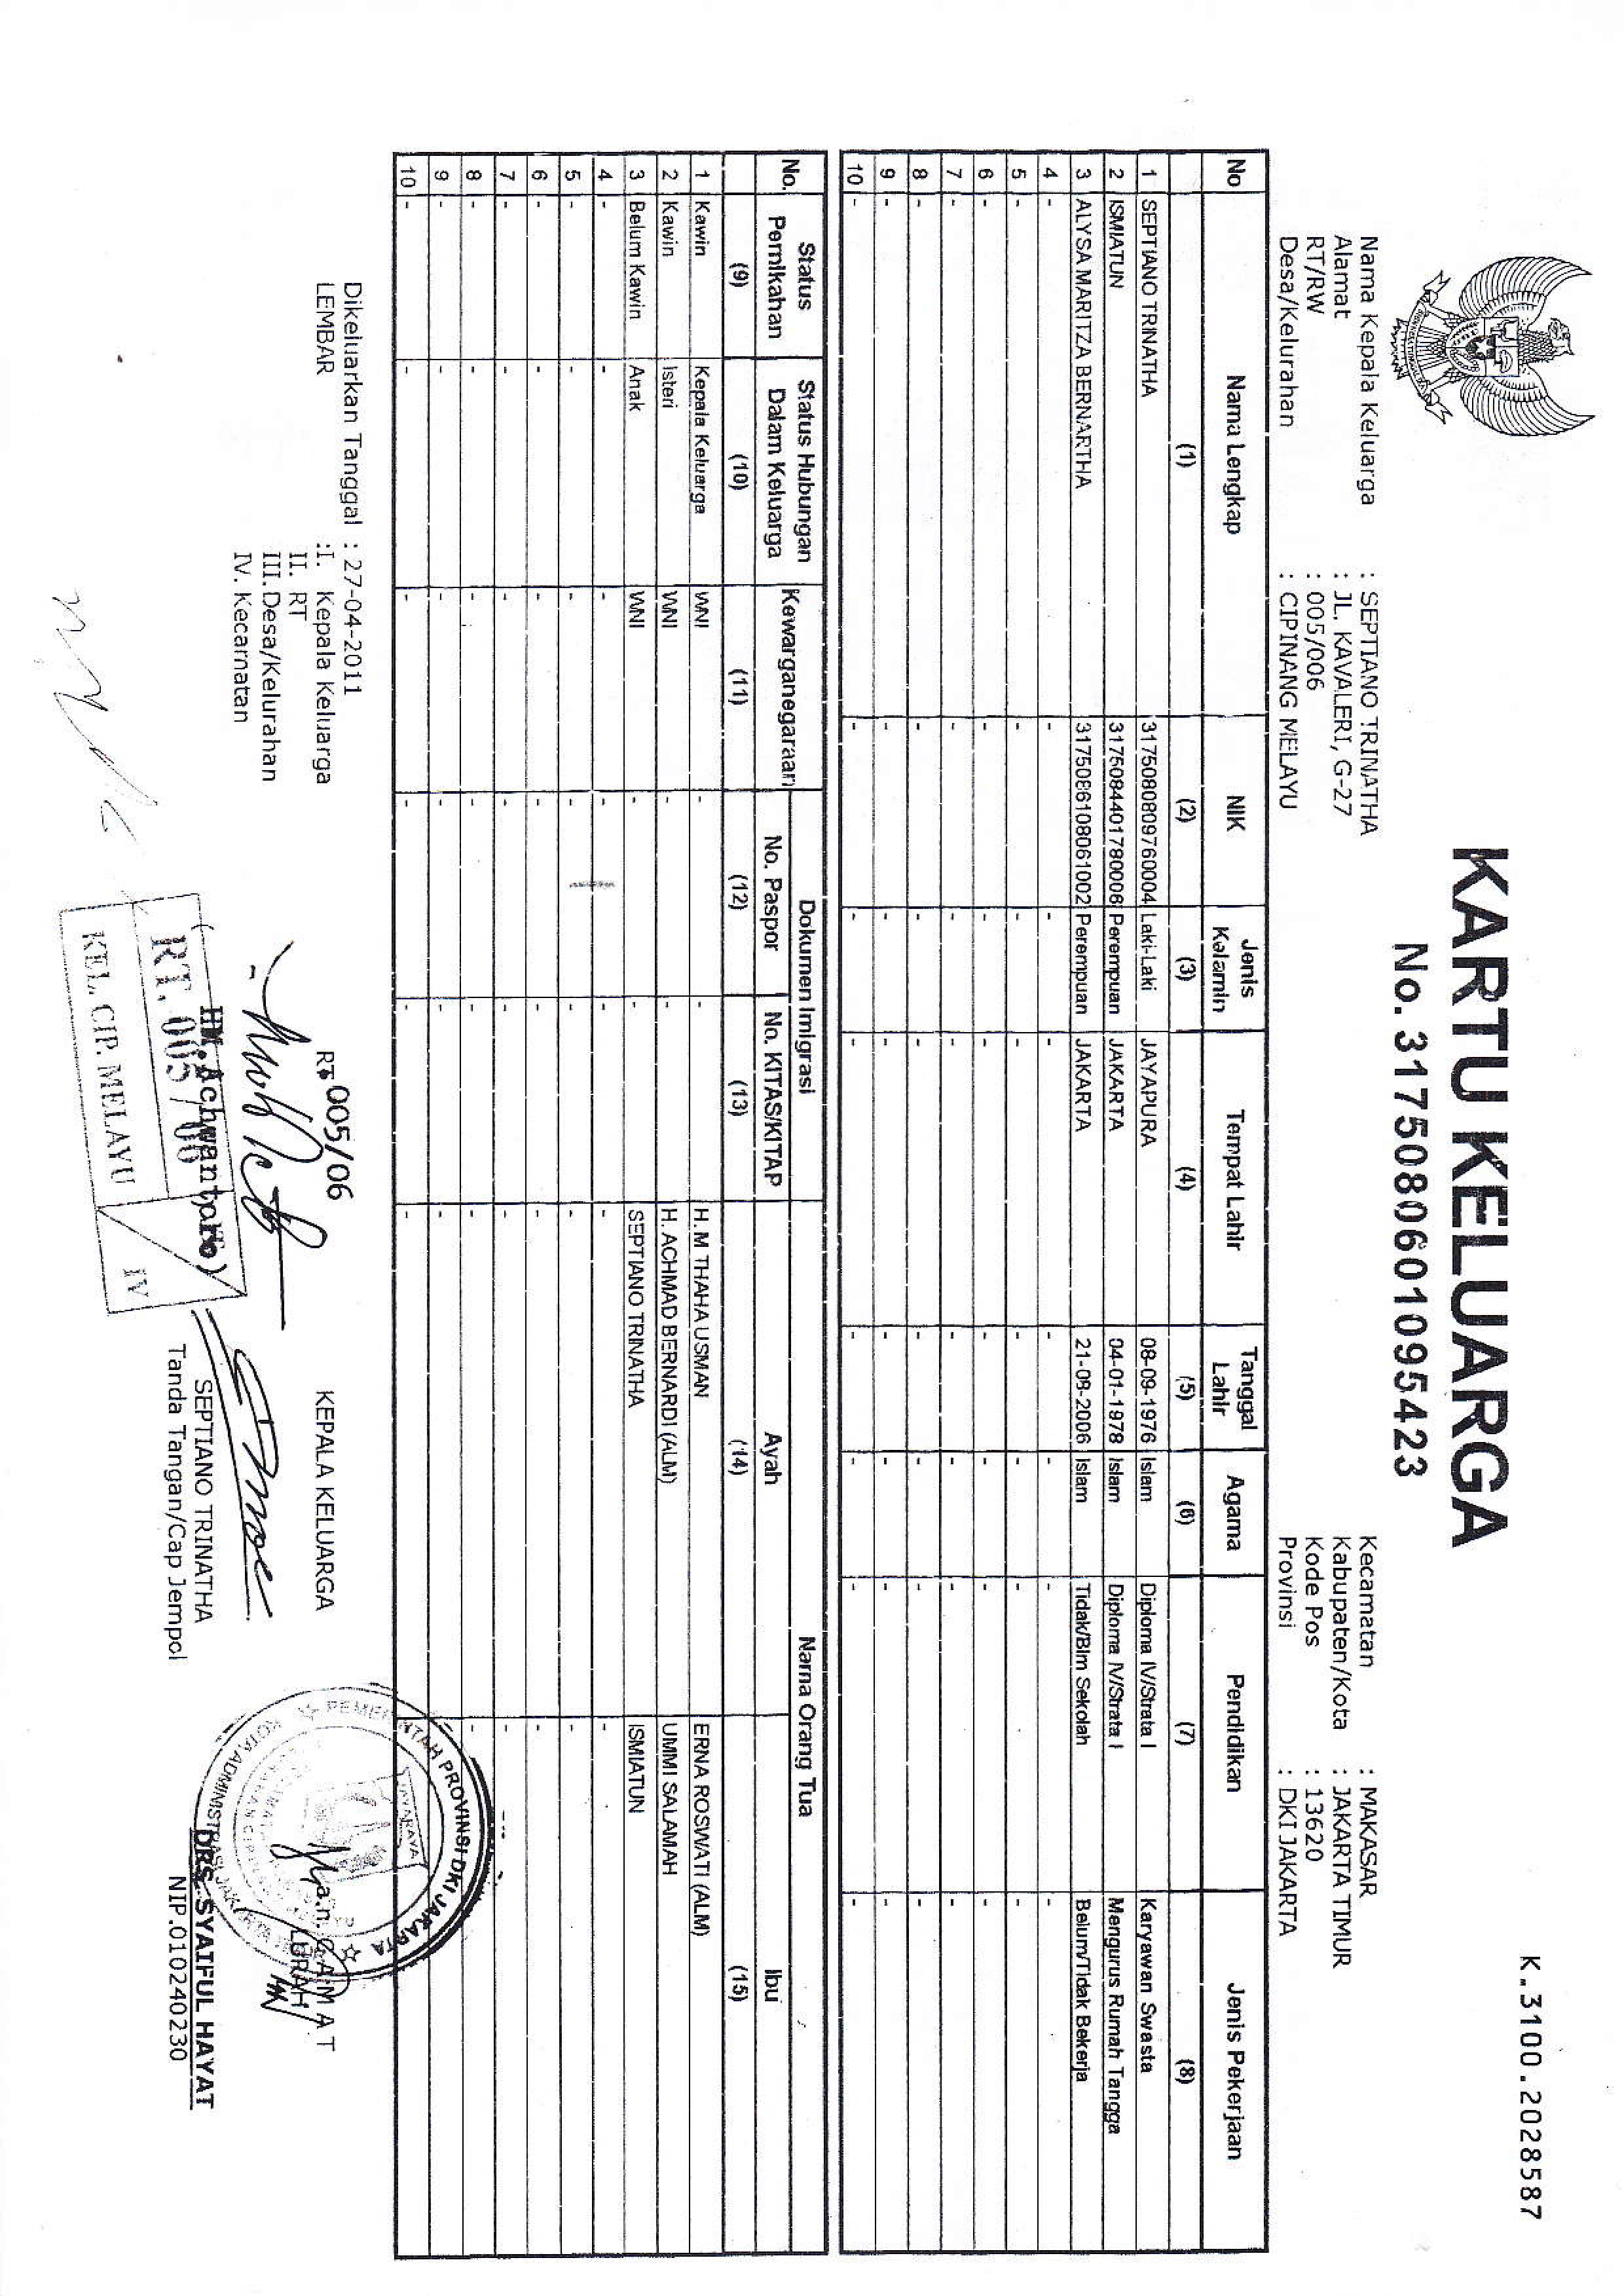 K.3100.2028587
KARTU KELUARGA
No. 3175080601095423
Nama Kepala Keluarga : SEPTIANO TRINATHA Kecamatan : MAKASAR
Alamat : JL. KAVALERI, G-27 Kabupaten/Kota : JAKARTA TIMUR
RT/RW : 005/006 Kode Pos : 13620
Desa/Kelurahan : CIPINANG MELAYU Provinsi : DKI JAKARTA
No Nama Lengkap NIK Jenis Kelamin Tempat Lahir Tanggal Lahir Agama Pendidikan Jenis Pekerjaan
(1) (2) (3) (4) (5) (6) (7) (8)
1 SEPTIANO TRINATHA 3175080809760004 Laki-Laki JAYAPURA 08-09-1976 Islam Diploma IV/Strata I Karyawan Swasta
2 ISMIATUN 3175084401780008 Perempuan JAKARTA 04-01-1978 Islam Diploma IV/Strata I Mengurus Rumah Tangga
3 ALYSA MARITZA BERNARTHA 3175086108061002 Perempuan JAKARTA 21-08-2006 Islam Tidak/Blm Sekolah Belum/Tidak Bekerja
4 - - - - - - - -
5 - - - - - - - -
6 - - - - - - - -
7 - - - - - - - -
8 - - - - - - - -
9 - - - - - - - -
10 - - - - - - - -
No. Status Pernikahan Status Hubungan Dalam Keluarga Kewarganegaraan Dokumen Imigrasi Nama Orang Tua
No. Paspor No. KITAS/KITAP Ayah Ibu
(9) (10) (11) (12) (13) (14) (15)
1 Kawin Kepala Keluarga WNI - - H.M THAHA USMAN ERNA ROSWATI (ALM)
2 Kawin Isteri WNI - - H. ACHMAD BERNARDI (ALM) UMMI SALAMAH
3 Belum Kawin Anak WNI - - SEPTIANO TRINATHA ISMIATUN
4 - - - - - - -
5 - - - - - - -
6 - - - - - - -
7 - - - - - - -
8 - - - - - - -
9 - - - - - - -
10 - - - - - -
Dikeluarkan Tanggal : 27-04-2011
LEMBAR : I. Kepala Keluarga
II. RT
III. Desa/Kelurahan
IV. Kecamatan
RT 005/06
RT. 005 / 06
KEL. CIP. MELAYU
IV
KEPALA KELUARGA
SEPTIANO TRINATHA
Tanda Tangan/Cap Jempol
PEMERINTAH PROVINSI DKI JAKARTA
KOTA ADMINISTRASI JAKARTA
JAYARAYA
a.n. CAMAT
LURAH
DRS. SYAIFUL HAYAT
NIP.010240230